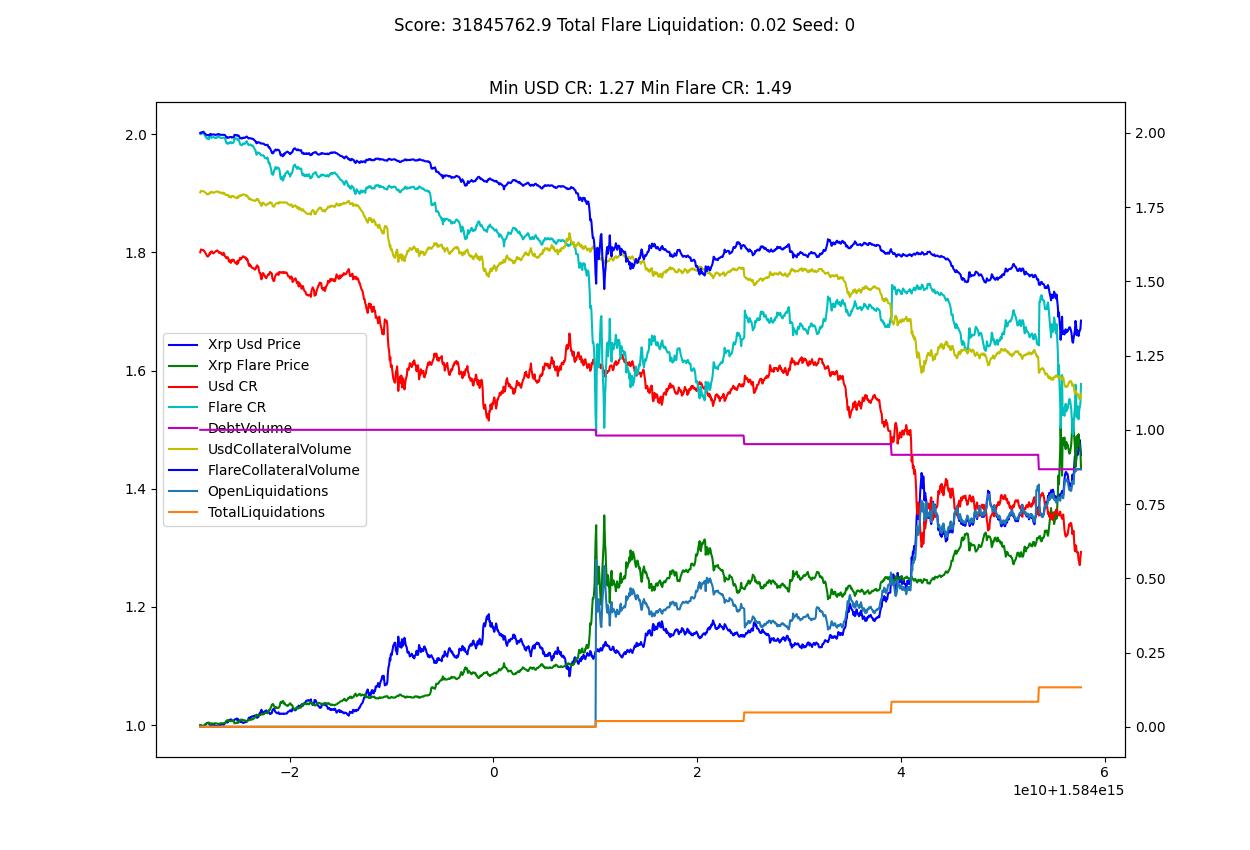 Score: 31845762.9 Total Flare Liquidation: 0.02 Seed: 0
Min USD CR: 1.27 Min Flare CR: 1.49
2.0
1.8
1.6
1.4
1.2
1.0
2.00
1.75
1.50
1.25
1.00
0.75
0.50
0.25
0.00
Xrp Usd Price
Xrp Flare Price
Usd CR
Flare CR
DebtVolume
UsdCollateralVolume
FlareCollateralVolume
OpenLiquidations
TotalLiquidations
−2
0
2
4
6
1e10+1.584e15